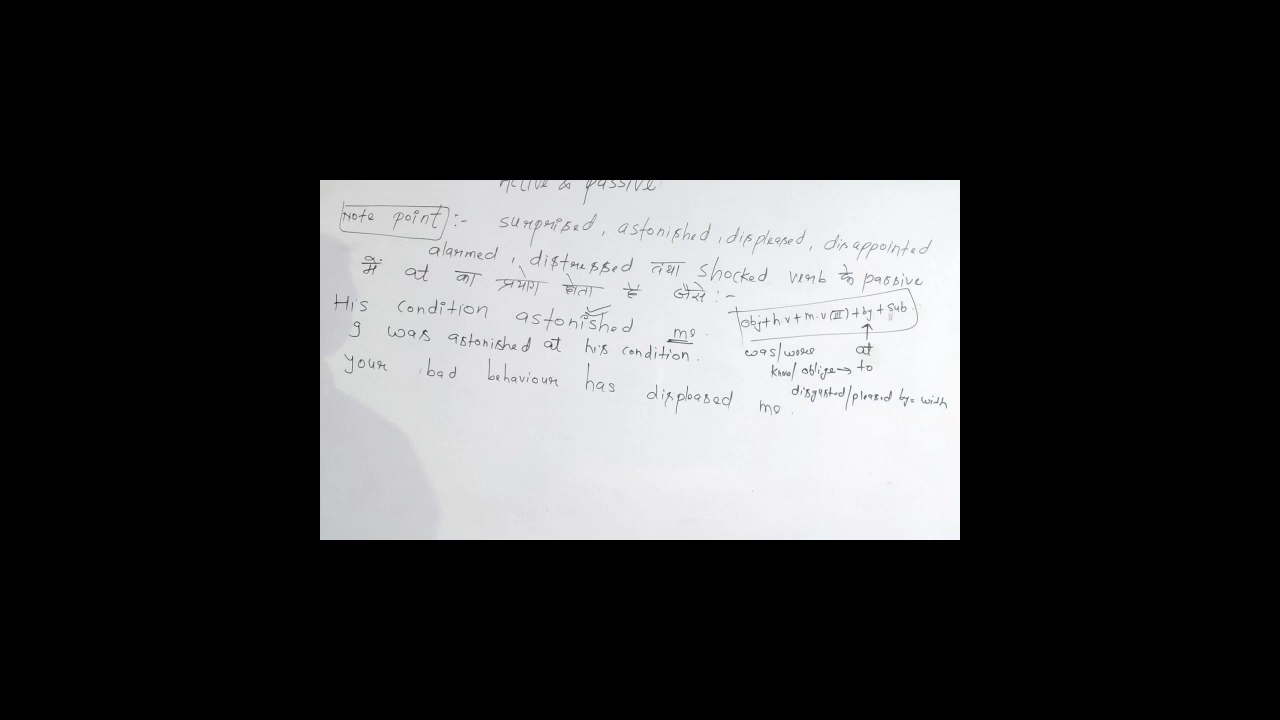 Active & passive
Note point :- surprised, astonished, displeased, disappointed
alarmed, distressed तथा shocked verb के passive
में at का प्रयोग होता है जैसे :-
His condition astonished me.
I was astonished at his condition.
Your bad behaviour has displeased me.
Obj+h.v+m.v(III)+by+sub.
was/were at
know/oblige→ to
disgusted/pleased by= with